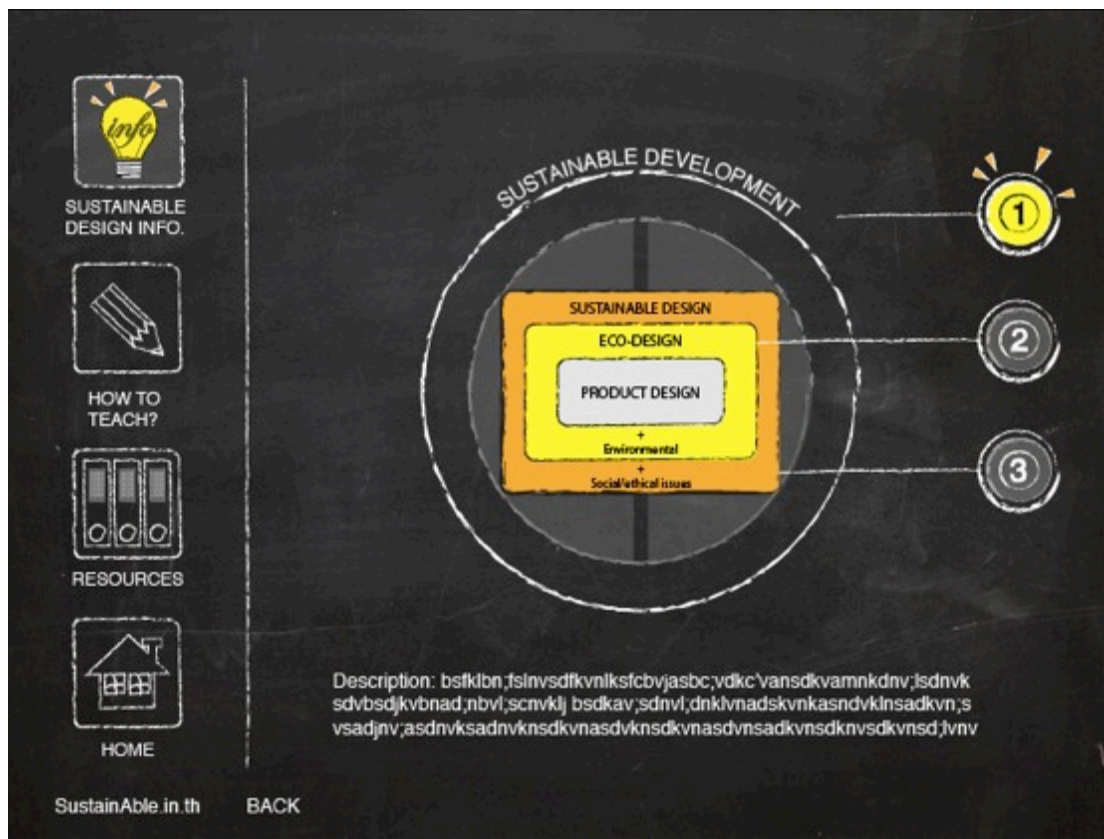 info
SUSTAINABLE
DESIGN INFO.
HOW TO
TEACH?
RESOURCES
HOME
SustainAble.in.th
BACK
SUSTAINABLE DEVELOPMENT
SUSTAINABLE DESIGN
ECO-DESIGN
PRODUCT DESIGN
+
Environmental
+
Social/ethical issues
1
2
3
Description: bsfklbn;fslnvsdfkvnlksfcbvjasbc;vdkc'vansdkvamnkdnv;lsdnvk
sdvbsdjkvbnad;nbvl;scnvklj bsdkav;sdnvl;dnklvnadskvnkasndvklnsadkvn;s
vsadjnv;asdnvksadnvknsdkvnasdvknsdkvnasdvnsadkvnsdknvsdkvnsd;lvnv